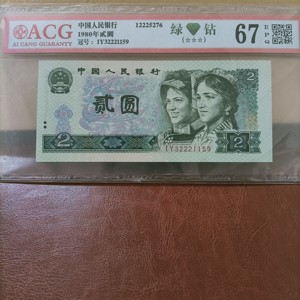 ACG
AI CANG GUARANTY
中国人民银行
1980年贰圆
冠号: IY32221159
12225276
绿 钻
(☆☆☆)
67
E
P
Q
中国人民银行
贰圆
2
2
IY32221159